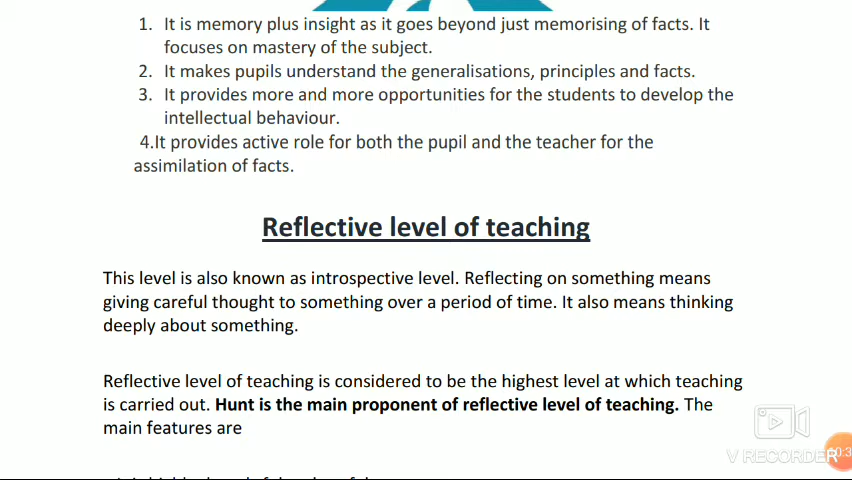 1. It is memory plus insight as it goes beyond just memorising of facts. It
focuses on mastery of the subject.
2. It makes pupils understand the generalisations, principles and facts.
3. It provides more and more opportunities for the students to develop the
intellectual behaviour.
4.It provides active role for both the pupil and the teacher for the
assimilation of facts.
Reflective level of teaching
This level is also known as introspective level. Reflecting on something means
giving careful thought to something over a period of time. It also means thinking
deeply about something.
Reflective level of teaching is considered to be the highest level at which teaching
is carried out. Hunt is the main proponent of reflective level of teaching. The
main features are
V RECORDER